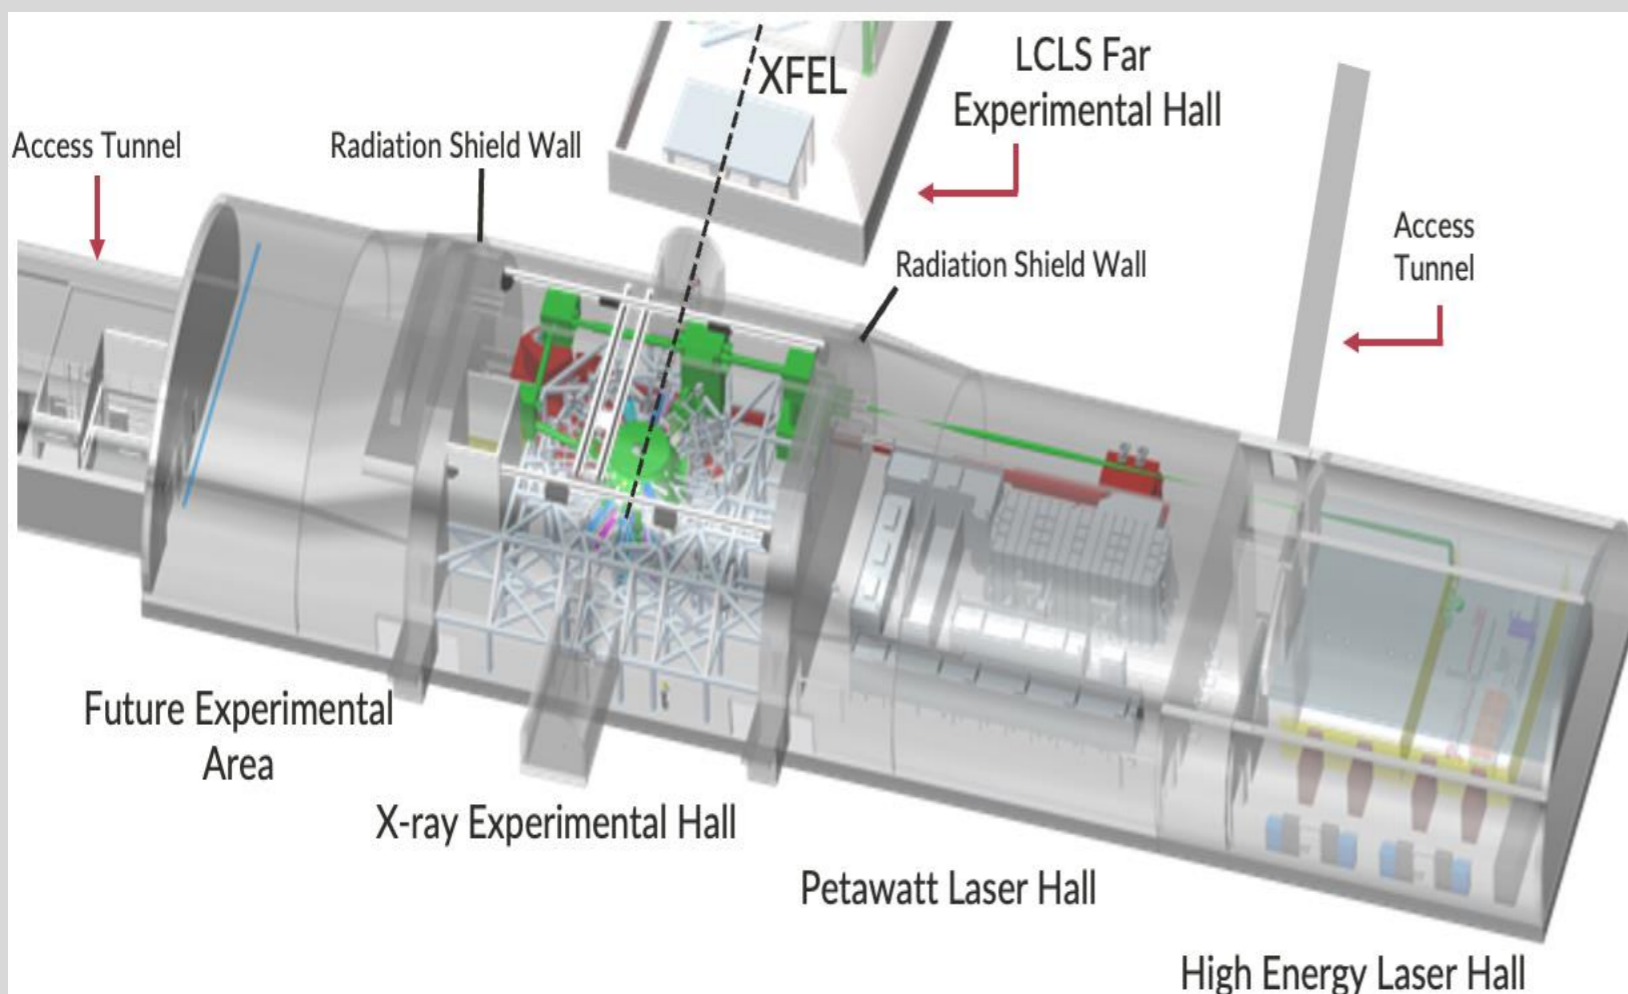 XFEL
LCLS Far
Experimental Hall
Access Tunnel
Radiation Shield Wall
Access
Tunnel
Radiation Shield Wall
Future Experimental
Area
X-ray Experimental Hall
Petawatt Laser Hall
High Energy Laser Hall